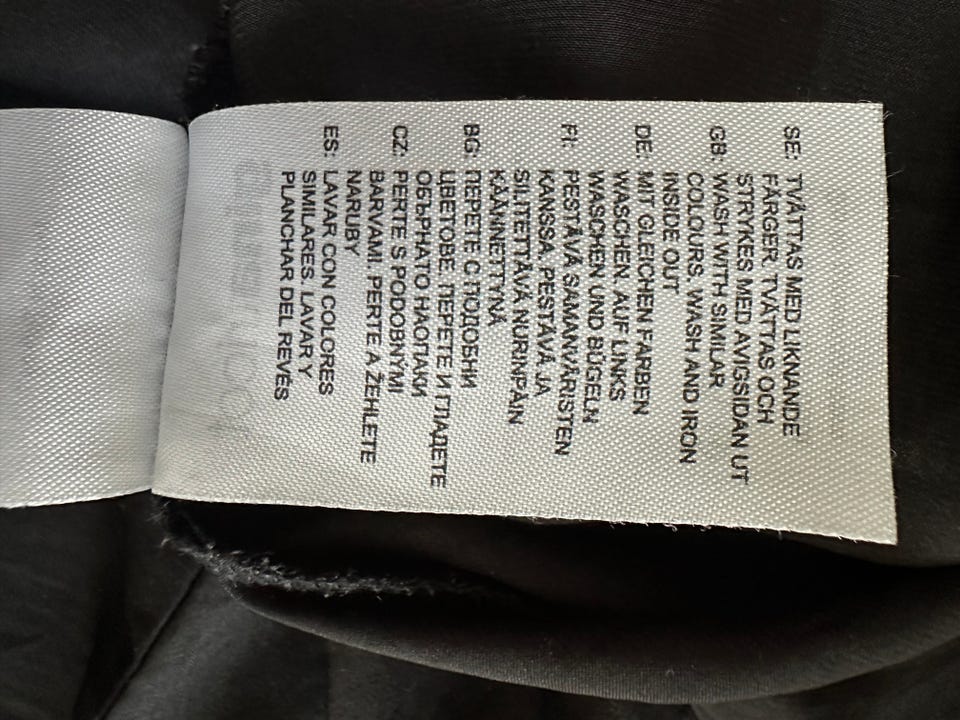 SE: TVÄTTAS MED LIKNANDE
FÄRGER. TVÄTTAS OCH
STRYKES MED AVIGSIDAN UT
GB: WASH WITH SIMILAR
COLOURS. WASH AND IRON
INSIDE OUT
DE: MIT GLEICHEN FARBEN
WASCHEN. AUF LINKS
WASCHEN UND BÜGELN
FI: PESTÄVÄ SAMANVÄRISTEN
KANSSA. PESTÄVÄ JA
SILITETTÄVÄ NURINPÄIN
KÄÄNNETTYNÄ
BG: ПЕРЕТЕ С ПОДОБНИ
ЦВЕТОВЕ. ПЕРЕТЕ И ГЛАДЕТЕ
ОБЪРНАТО НАОПАКИ
CZ: PERTE S PODOBNÝMI
BARVAMI. PERTE A ŽEHLETE
NARUBY
ES: LAVAR CON COLORES
SIMILARES. LAVAR Y
PLANCHAR DEL REVÉS